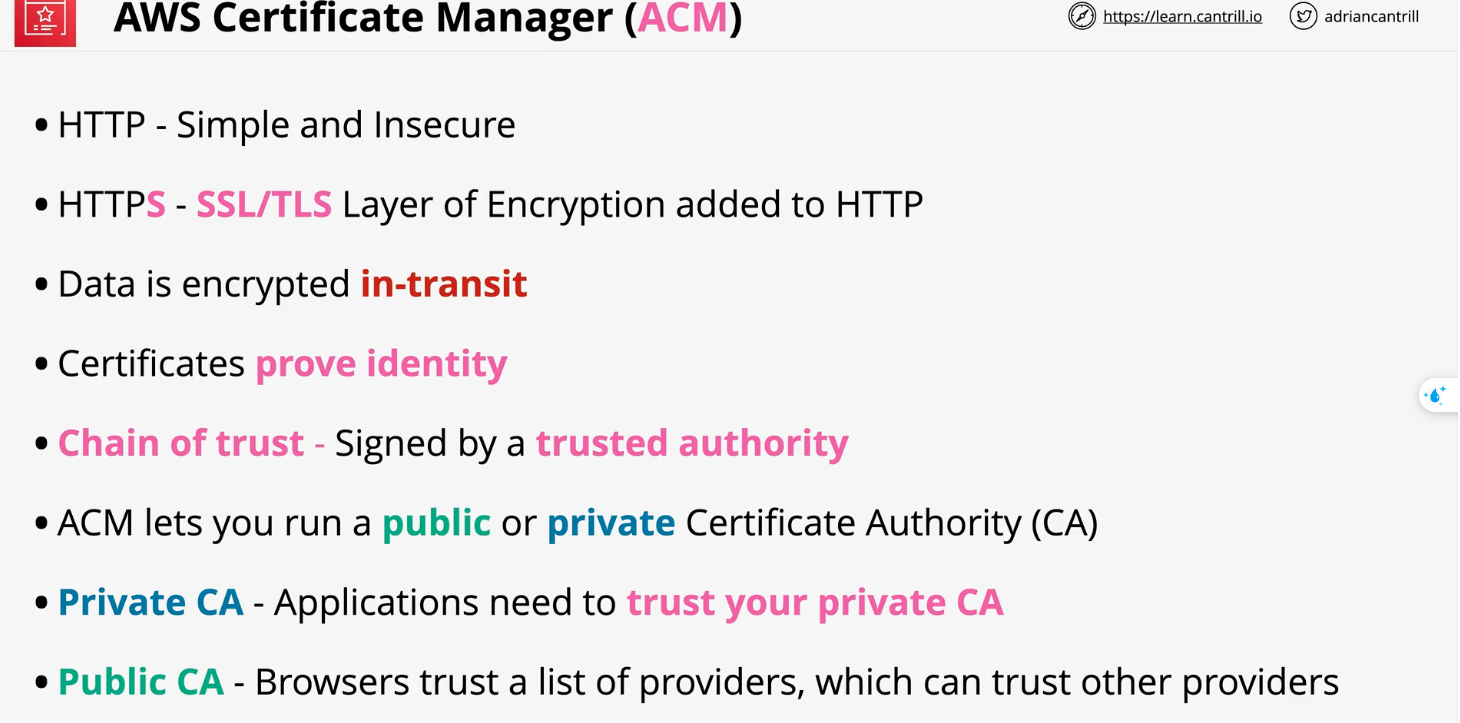 AWS Certificate Manager (ACM)
https://learn.cantrill.io
adriancantrill
• HTTP - Simple and Insecure
• HTTPS - SSL/TLS Layer of Encryption added to HTTP
• Data is encrypted in-transit
• Certificates prove identity
• Chain of trust - Signed by a trusted authority
• ACM lets you run a public or private Certificate Authority (CA)
• Private CA - Applications need to trust your private CA
• Public CA - Browsers trust a list of providers, which can trust other providers